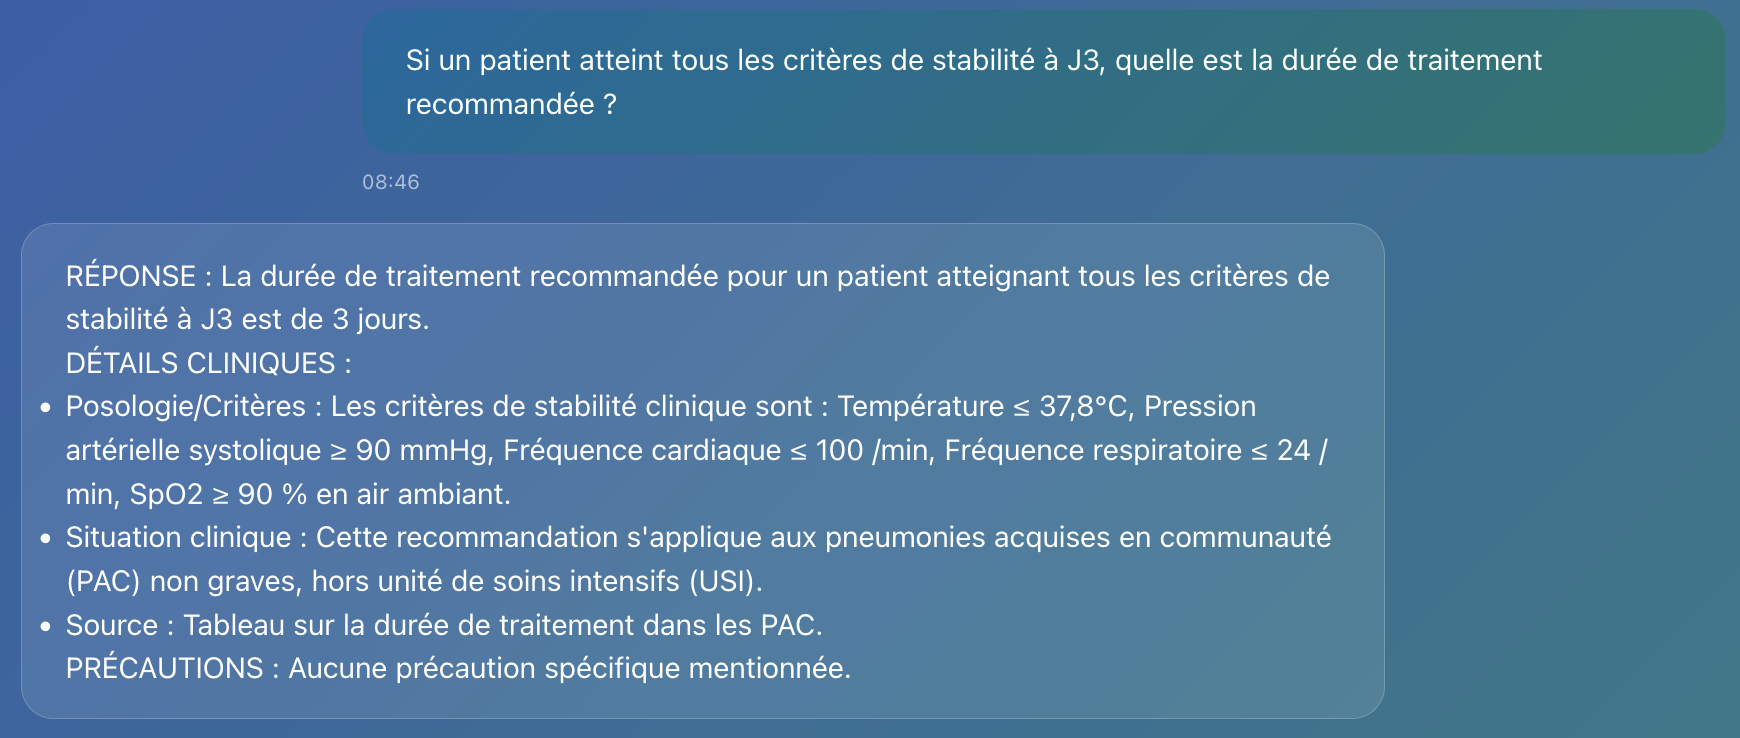 Si un patient atteint tous les critères de stabilité à J3, quelle est la durée de traitement
recommandée ?
08:46
RÉPONSE : La durée de traitement recommandée pour un patient atteignant tous les critères de
stabilité à J3 est de 3 jours.
DÉTAILS CLINIQUES :
• Posologie/Critères : Les critères de stabilité clinique sont : Température ≤ 37,8°C, Pression
artérielle systolique ≥ 90 mmHg, Fréquence cardiaque ≤ 100 /min, Fréquence respiratoire ≤ 24 /
min, SpO2 ≥ 90 % en air ambiant.
• Situation clinique : Cette recommandation s'applique aux pneumonies acquises en communauté
(PAC) non graves, hors unité de soins intensifs (USI).
• Source : Tableau sur la durée de traitement dans les PAC.
PRÉCAUTIONS : Aucune précaution spécifique mentionnée.